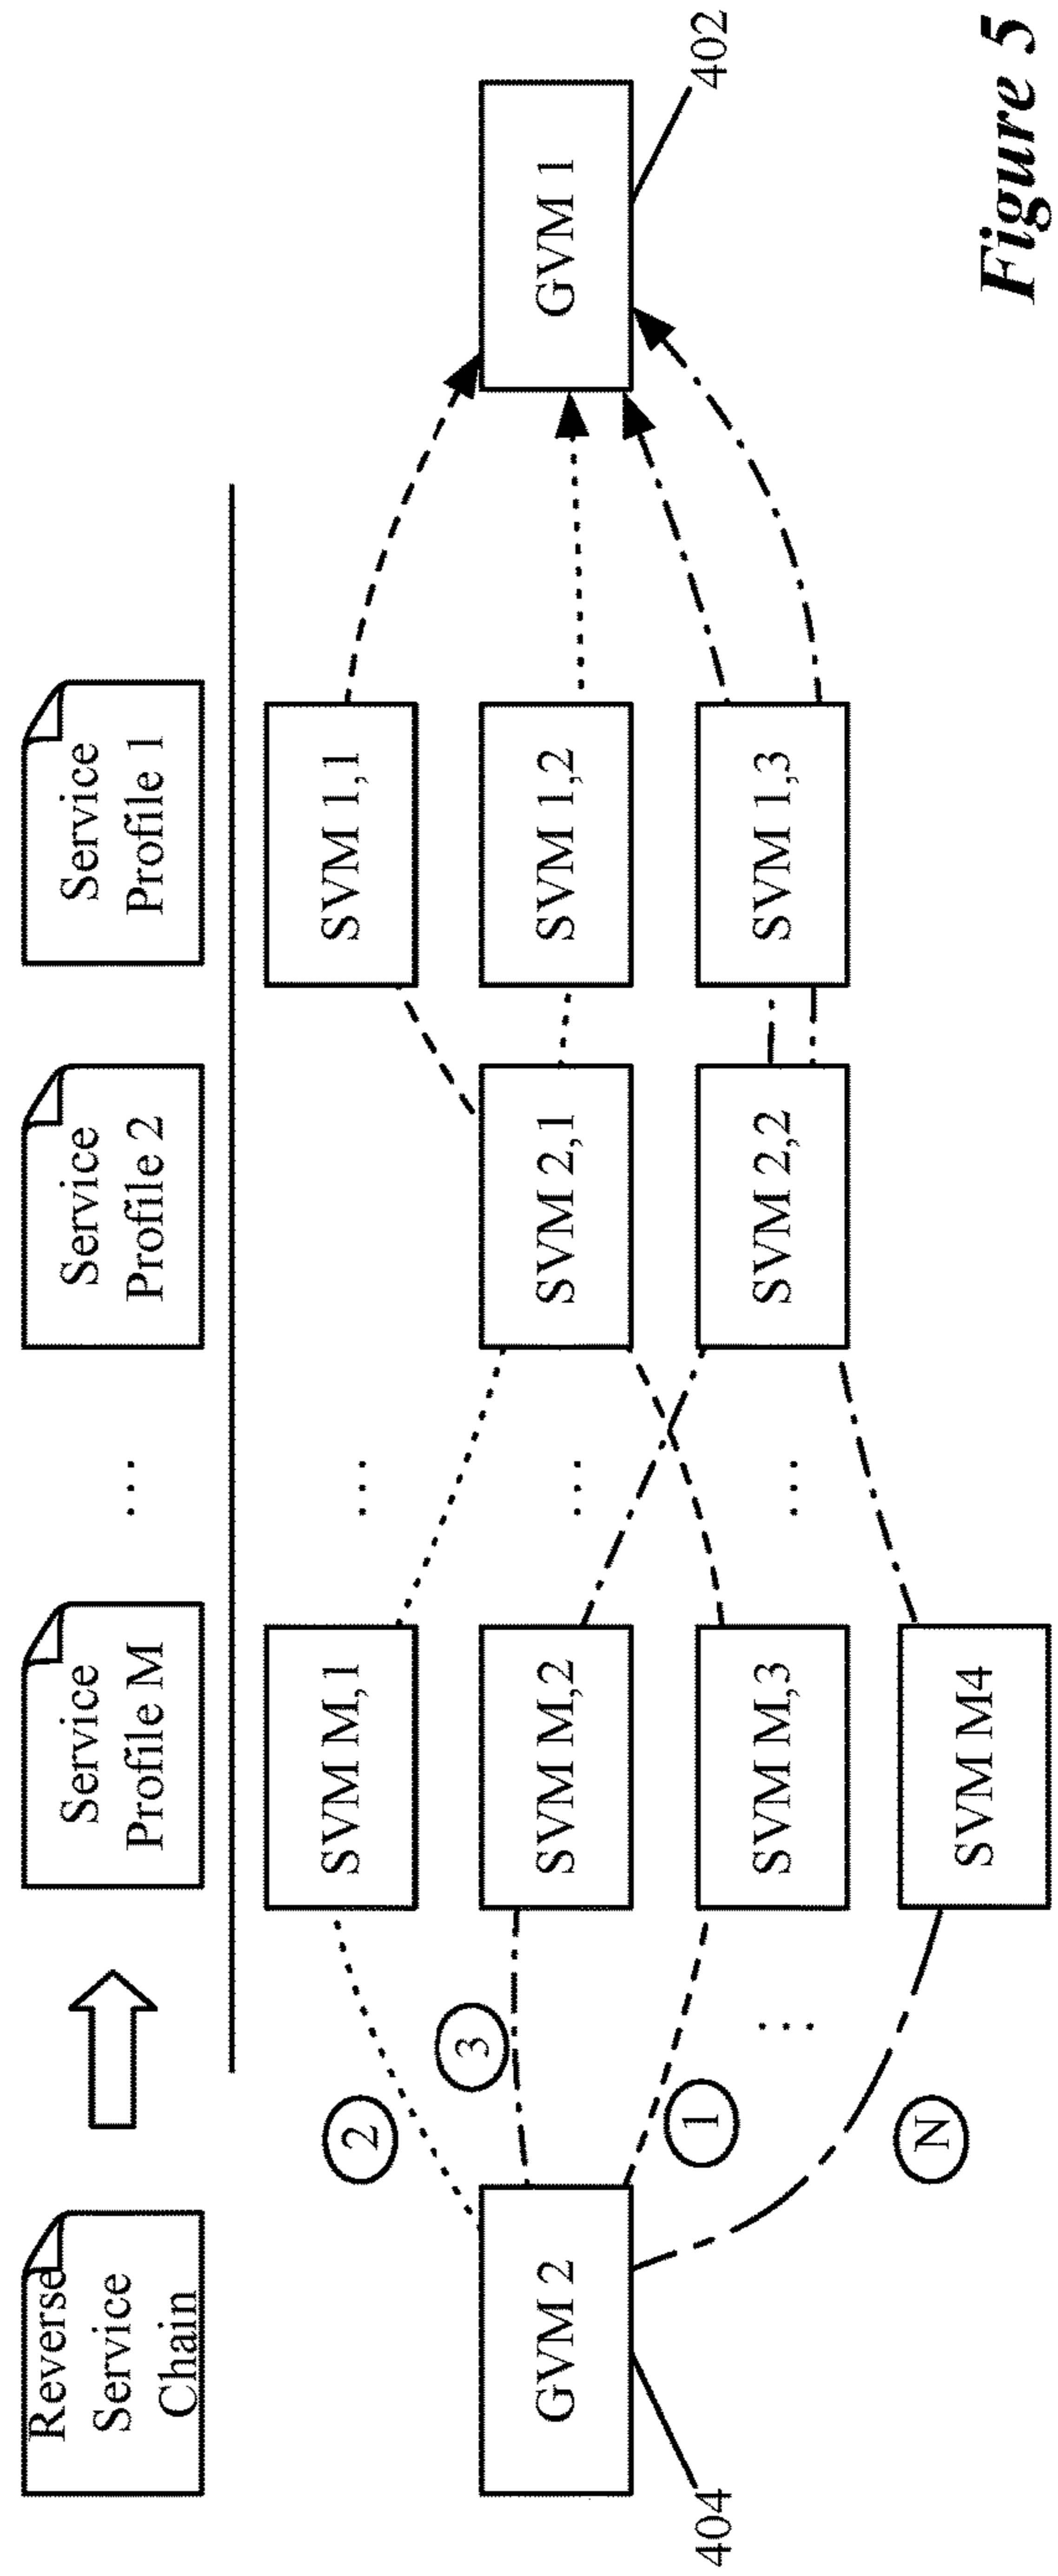 Reverse
Service
Chain
Service
Profile M
...
Service
Profile 2
Service
Profile 1
SVM M,1
...
SVM 1,1
2
3
GVM 2
SVM M,2
...
SVM 2,1
SVM 1,2
GVM 1
404
1
SVM M,3
...
SVM 2,2
SVM 1,3
402
...
N
SVM M4
Figure 5